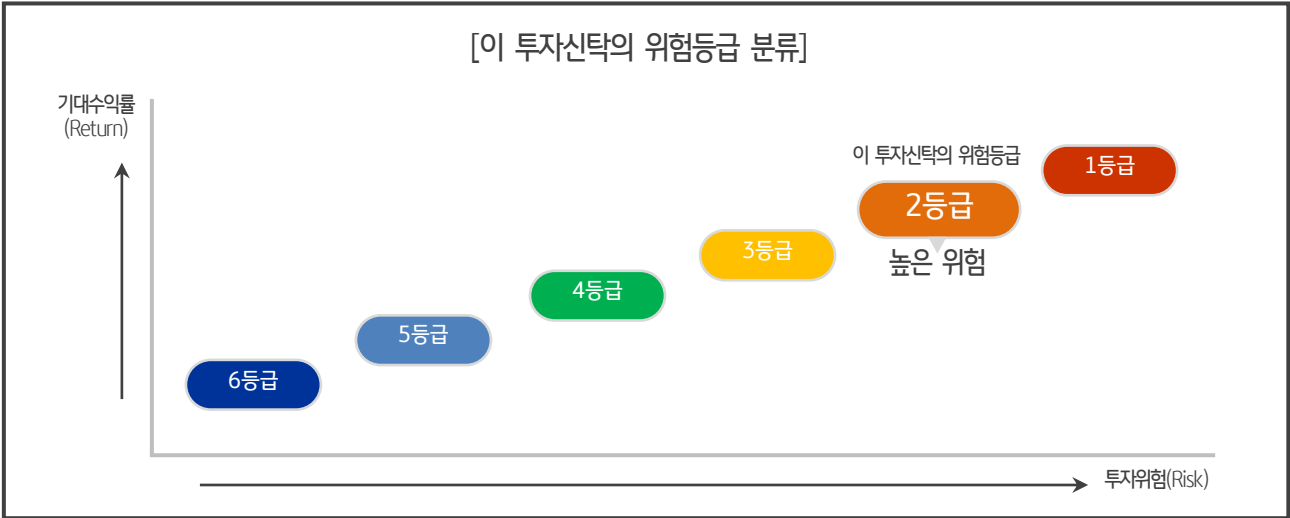 [이 투자신탁의 위험등급 분류]
기대수익률
(Return)
이 투자신탁의 위험등급
1등급
2등급
높은 위험
3등급
4등급
5등급
6등급
투자위험(Risk)